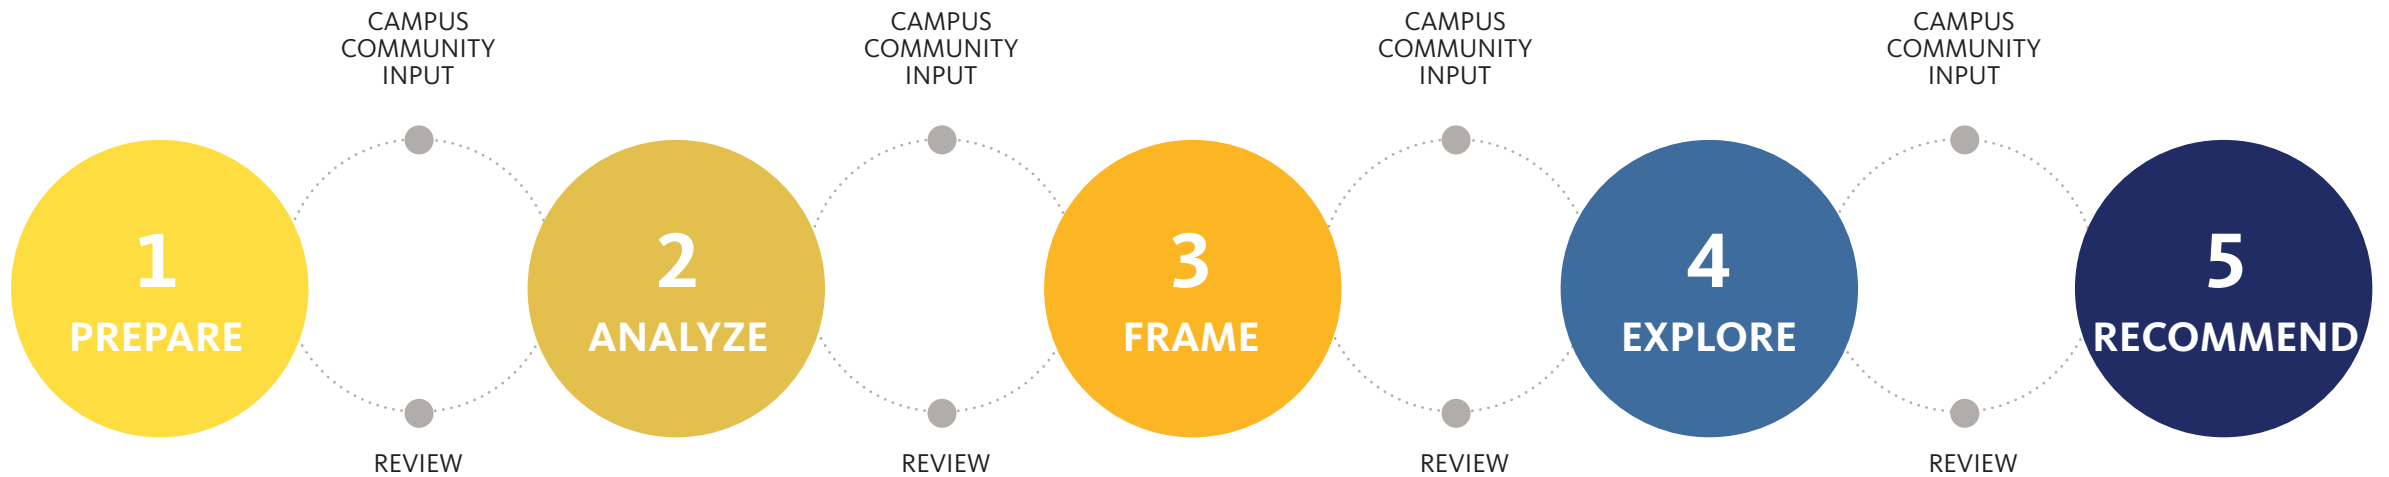 CAMPUS
COMMUNITY
INPUT
CAMPUS
COMMUNITY
INPUT
CAMPUS
COMMUNITY
INPUT
CAMPUS
COMMUNITY
INPUT
1
PREPARE
2
ANALYZE
3
FRAME
4
EXPLORE
5
RECOMMEND
REVIEW
REVIEW
REVIEW
REVIEW